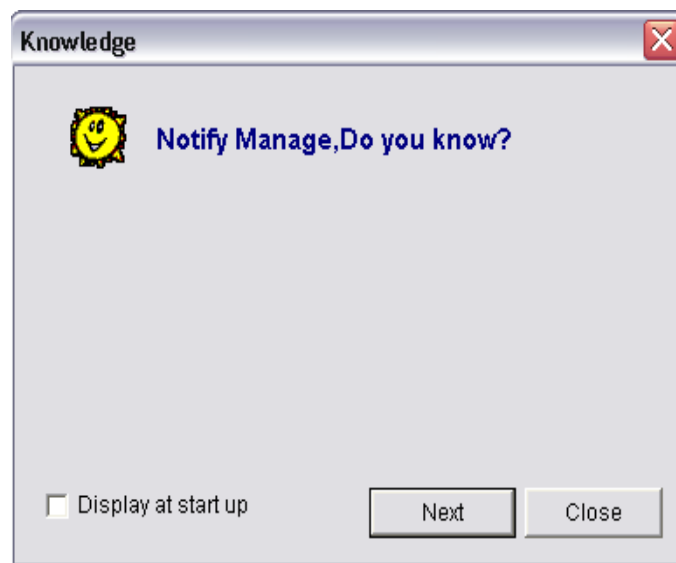 Knowledge
Notify Manage,Do you know?
Display at start up
Next
Close